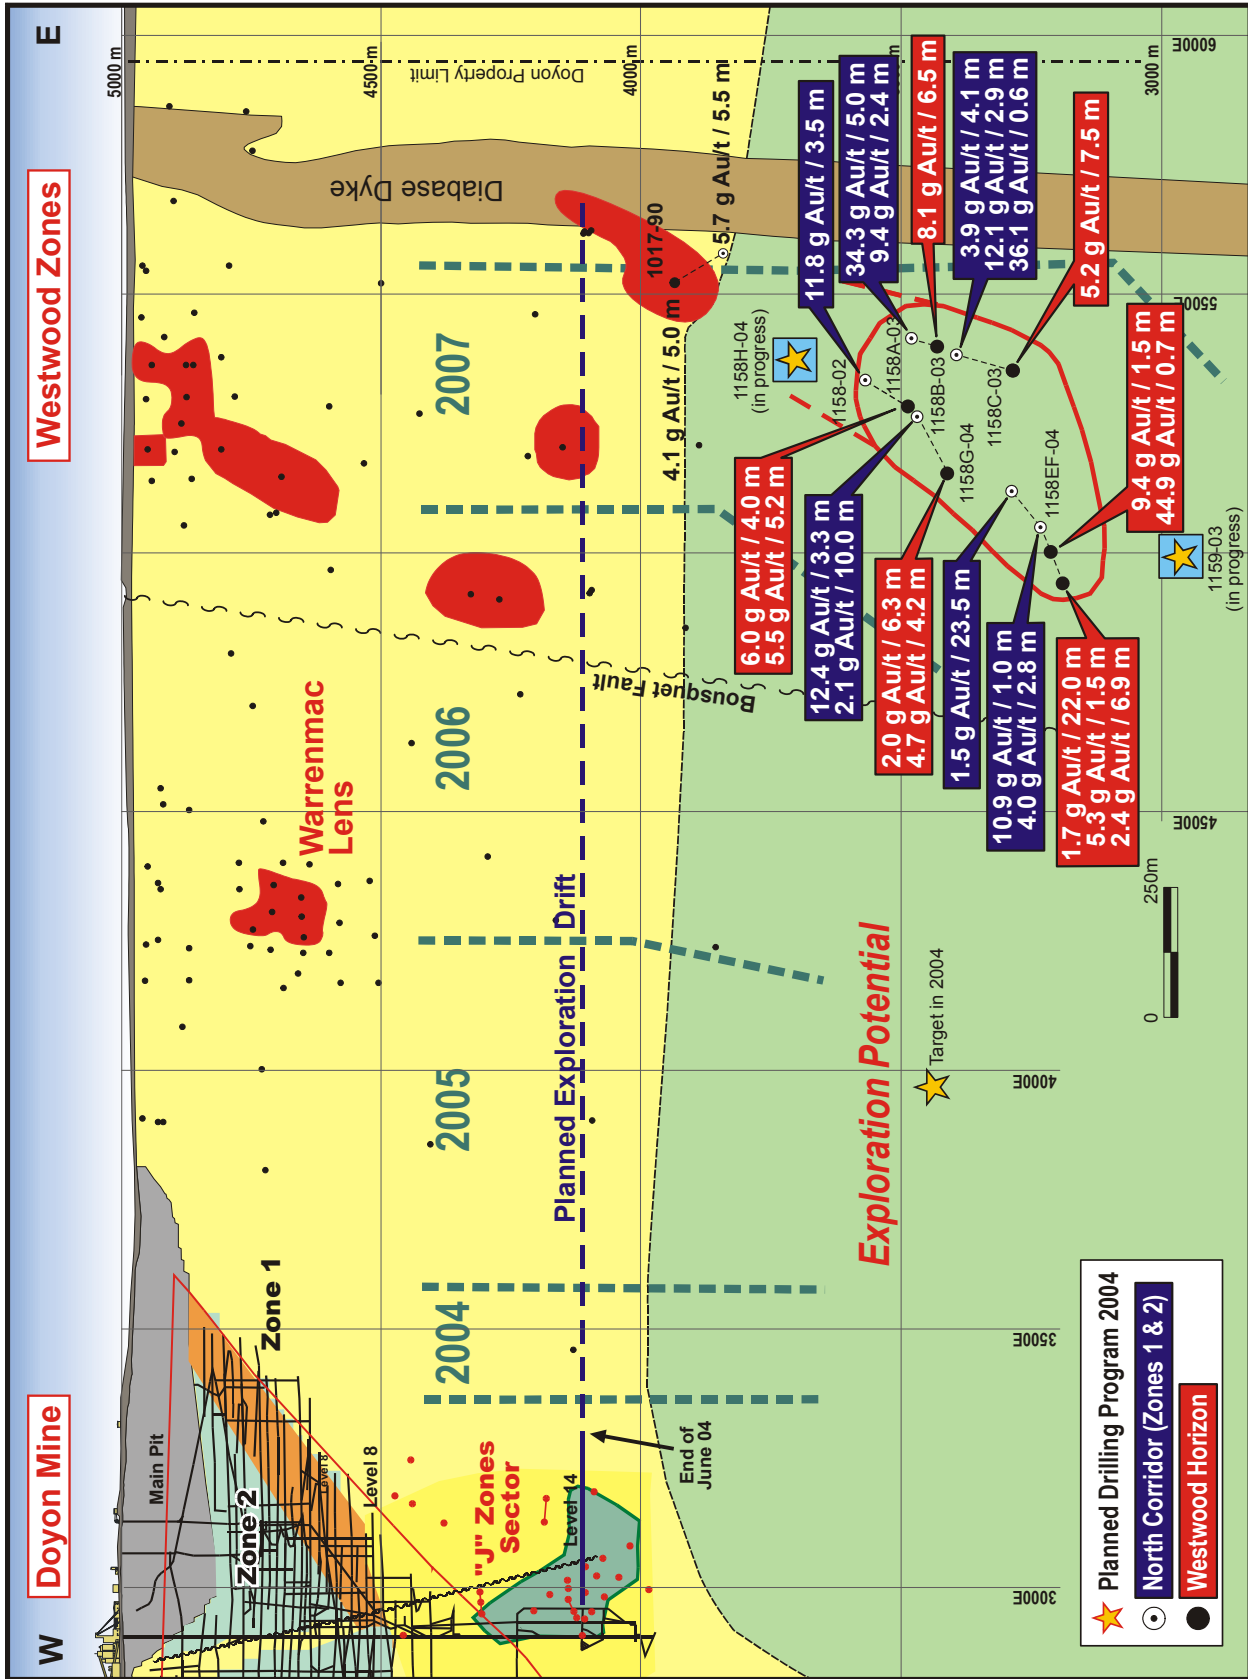 W
Doyon Mine
Westwood Zones
E
5000 m
4500 m
4000 m
3000 m
Doyon Property Limit
Main Pit
Zone 1
Zone 2
Level 8
Level 8
"J" Zones
Sector
Level 14
End of
June 04
Warrenmac
Lens
2004
2005
2006
2007
Planned Exploration Drift
Bousquet Fault
Diabase Dyke
1017-90
5.7 g Au/t / 5.5 m
4.1 g Au/t / 5.0 m
1158H-04
(in progress)
1158-02
1158A-03
1158B-03
1158C-03
1158G-04
1158EF-04
1159-03
(in progress)
11.8 g Au/t / 3.5 m
34.3 g Au/t / 5.0 m
9.4 g Au/t / 2.4 m
8.1 g Au/t / 6.5 m
3.9 g Au/t / 4.1 m
12.1 g Au/t / 2.9 m
36.1 g Au/t / 0.6 m
5.2 g Au/t / 7.5 m
9.4 g Au/t / 1.5 m
44.9 g Au/t / 0.7 m
6.0 g Au/t / 4.0 m
5.5 g Au/t / 5.2 m
12.4 g Au/t / 3.3 m
2.1 g Au/t / 10.0 m
2.0 g Au/t / 6.3 m
4.7 g Au/t / 4.2 m
1.5 g Au/t / 23.5 m
10.9 g Au/t / 1.0 m
4.0 g Au/t / 2.8 m
1.7 g Au/t / 22.0 m
5.3 g Au/t / 1.5 m
2.4 g Au/t / 6.9 m
Exploration Potential
Target in 2004
3000E
3500E
4000E
4500E
5500E
6000E
0
250m
Planned Drilling Program 2004
North Corridor (Zones 1 & 2)
Westwood Horizon